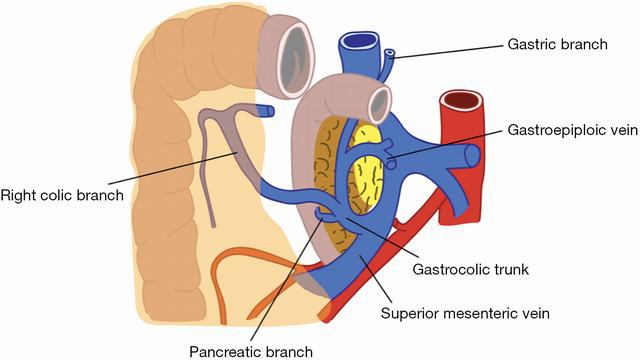 Gastric branch
Gastroepiploic vein
Right colic branch
Gastrocolic trunk
Superior mesenteric vein
Pancreatic branch